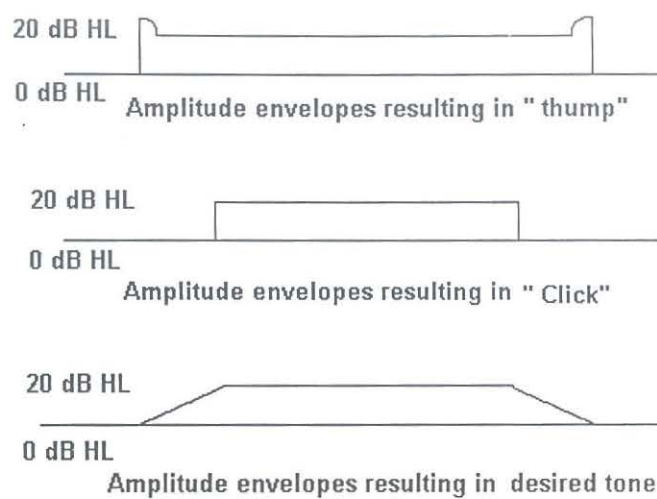 20 dB HL
0 dB HL
Amplitude envelopes resulting in " thump"
20 dB HL
0 dB HL
Amplitude envelopes resulting in " Click"
20 dB HL
0 dB HL
Amplitude envelopes resulting in desired tone